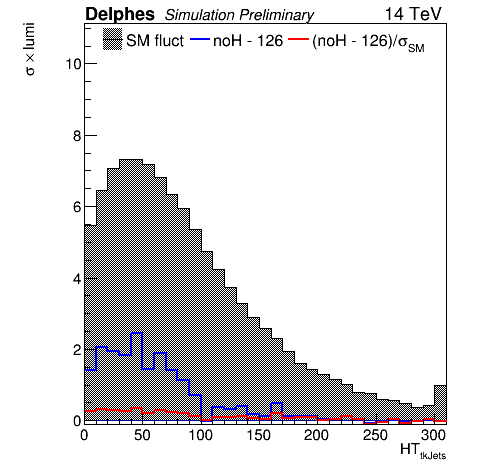 Delphes Simulation Preliminary 14 TeV
SM fluct noH - 126 (noH - 126)/σSM
σ × lumi
10
8
6
4
2
0
0 50 100 150 200 250 300
HTtkJets